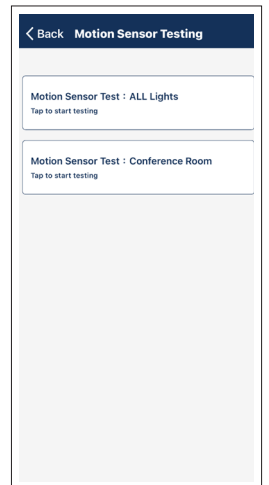 Back Motion Sensor Testing
Motion Sensor Test : ALL Lights
Tap to start testing
Motion Sensor Test : Conference Room
Tap to start testing